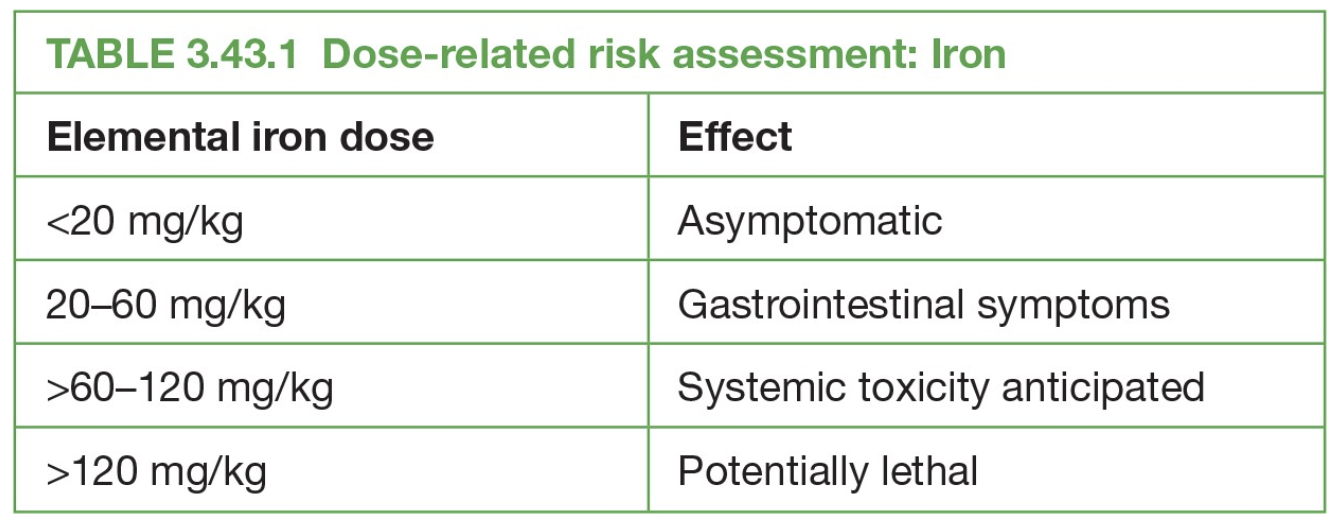 TABLE 3.43.1 Dose-related risk assessment: Iron
Elemental iron dose Effect
<20 mg/kg Asymptomatic
20–60 mg/kg Gastrointestinal symptoms
>60–120 mg/kg Systemic toxicity anticipated
>120 mg/kg Potentially lethal